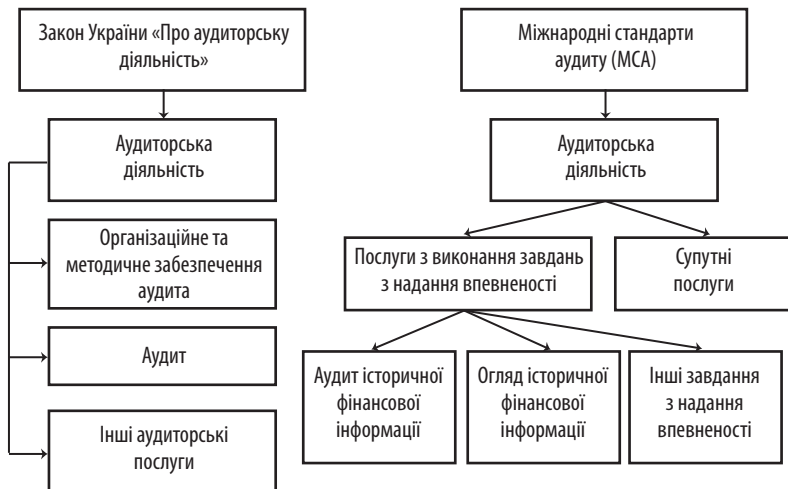 Закон України «Про аудиторську
діяльність»
Аудиторська
діяльність
Організаційне та
методичне забезпечення
аудита
Аудит
Інші аудиторські
послуги
Міжнародні стандарти
аудиту (МСА)
Аудиторська
діяльність
Послуги з виконання завдань
з надання впевненості
Супутні
послуги
Аудит історичної
фінансової
інформації
Огляд історичної
фінансової
інформації
Інші завдання
з надання
впевненості